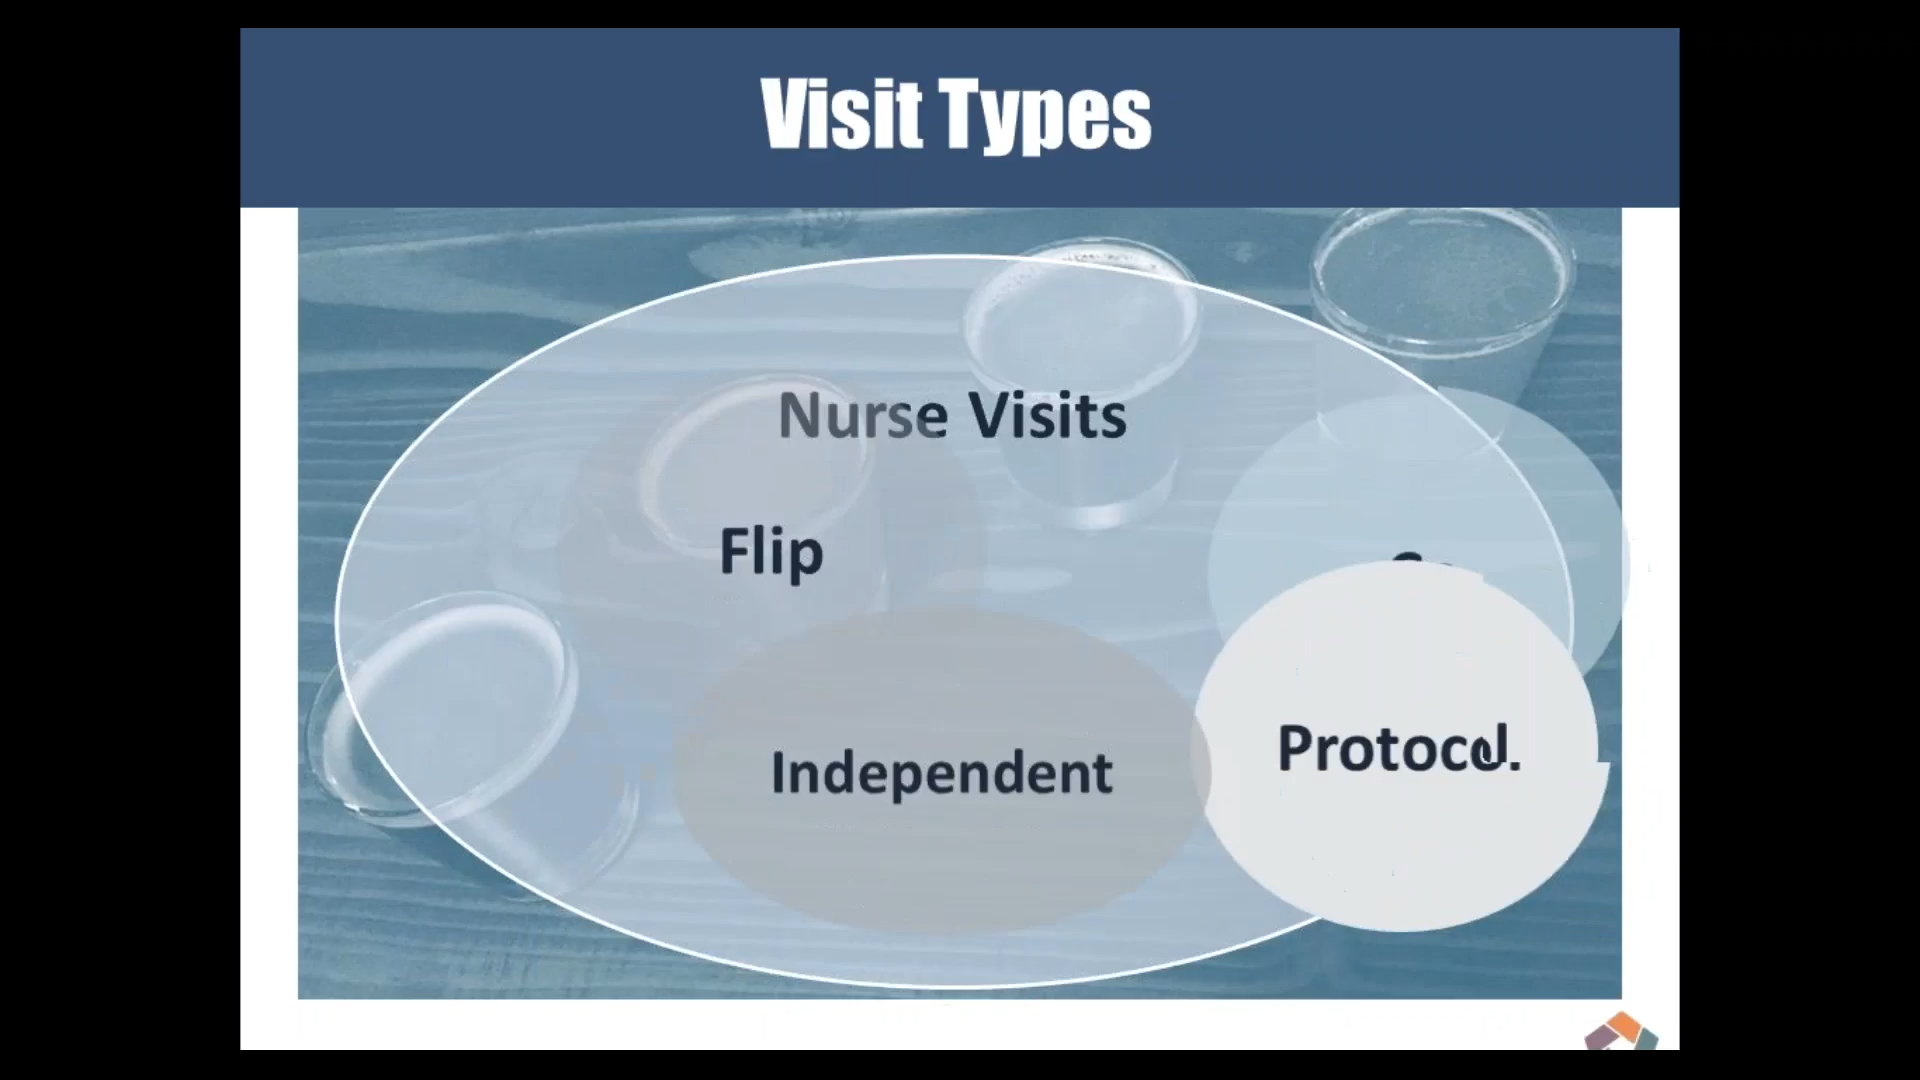 Visit Types
Nurse Visits
Flip
Independent
Protocol.